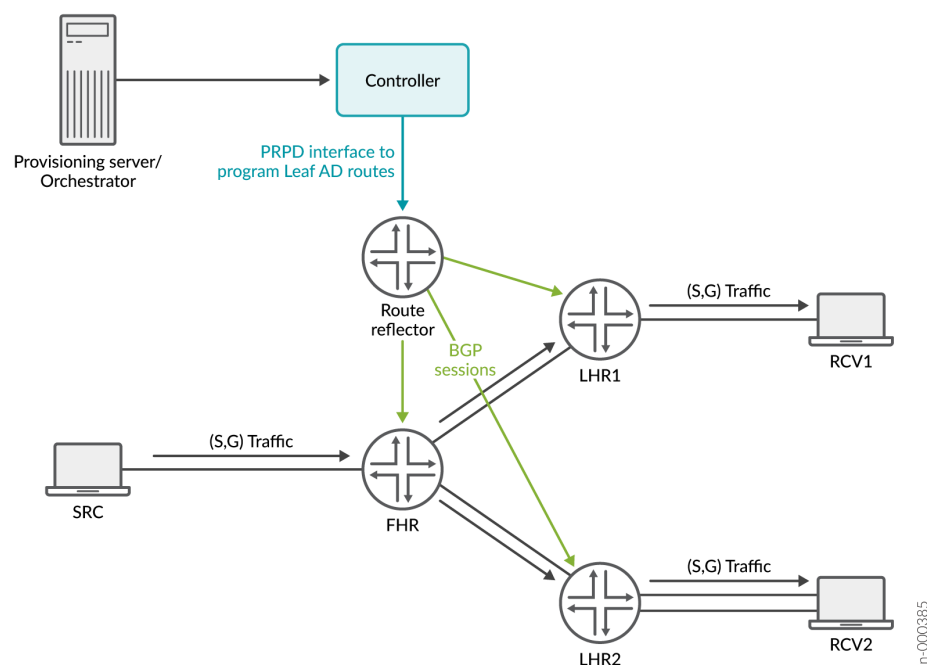 Controller
Provisioning server/
Orchestrator
PRPD interface to
program Leaf AD routes
Route
reflector
(S,G) Traffic
RCV1
LHR1
BGP
sessions
(S,G) Traffic
SRC
FHR
(S,G) Traffic
RCV2
LHR2
n-000385